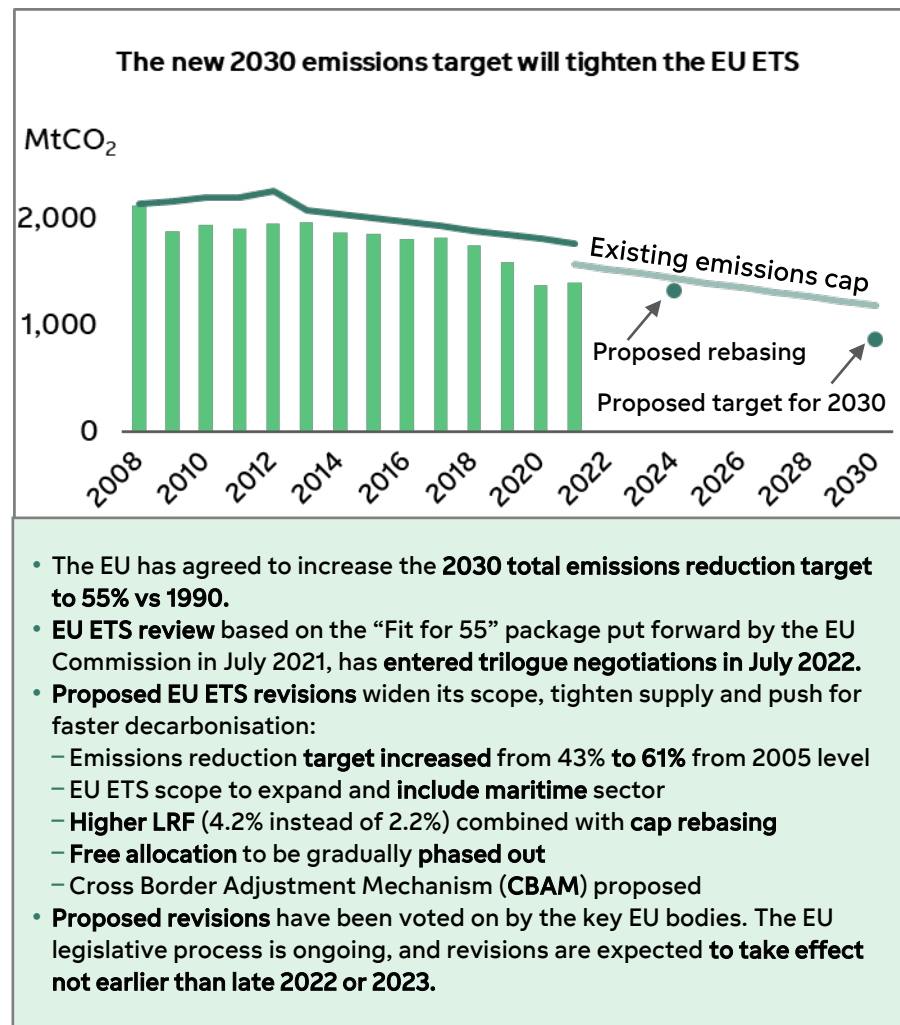 The new 2030 emissions target will tighten the EU ETS
MtCO₂
2,000
1,000
0
Existing emissions cap
Proposed rebasing
Proposed target for 2030
2008
2010
2012
2014
2016
2018
2020
2022
2024
2026
2028
2030
• The EU has agreed to increase the 2030 total emissions reduction target
to 55% vs 1990.
• EU ETS review based on the “Fit for 55” package put forward by the EU
Commission in July 2021, has entered trilogue negotiations in July 2022.
• Proposed EU ETS revisions widen its scope, tighten supply and push for
faster decarbonisation:
– Emissions reduction target increased from 43% to 61% from 2005 level
– EU ETS scope to expand and include maritime sector
– Higher LRF (4.2% instead of 2.2%) combined with cap rebasing
– Free allocation to be gradually phased out
– Cross Border Adjustment Mechanism (CBAM) proposed
• Proposed revisions have been voted on by the key EU bodies. The EU
legislative process is ongoing, and revisions are expected to take effect
not earlier than late 2022 or 2023.